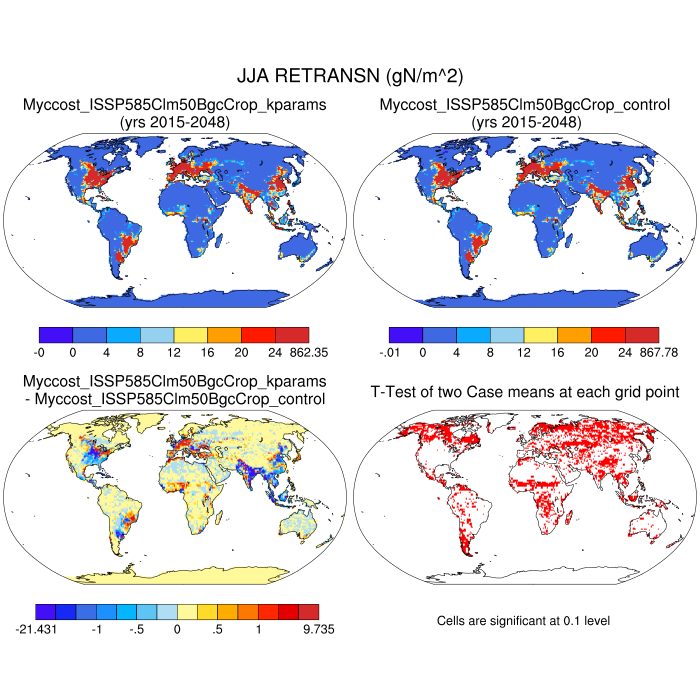 JJA RETRANSN (gN/m^2)
Myccost_ISSP585Clm50BgcCrop_kparams
(yrs 2015-2048)
Myccost_ISSP585Clm50BgcCrop_control
(yrs 2015-2048)
-0 0 4 8 12 16 20 24 862.35
-.01 0 4 8 12 16 20 24 867.78
Myccost_ISSP585Clm50BgcCrop_kparams
- Myccost_ISSP585Clm50BgcCrop_control
T-Test of two Case means at each grid point
-21.431 -1 -.5 0 .5 1 9.735
Cells are significant at 0.1 level